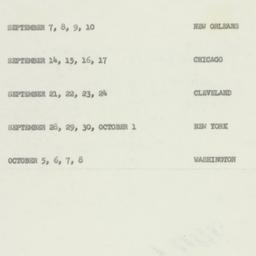 SEPTEMBER 7, 8, 9, 10 NEW ORLEANS
SEPTEMBER 14, 15, 16, 17 CHICAGO
SEPTEMBER 21, 22, 23, 24 CLEVELAND
SEPTEMBER 28, 29, 30, OCTOBER 1 NEW YORK
OCTOBER 5, 6, 7, 8 WASHINGTON